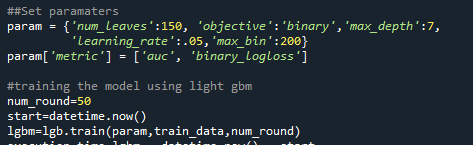 ##Set paramaters
param = {'num_leaves':150, 'objective':'binary','max_depth':7,
'learning_rate':.05,'max_bin':200}
param['metric'] = ['auc', 'binary_logloss']
#training the model using light gbm
num_round=50
start=datetime.now()
lgbm=lgb.train(param,train_data,num_round)